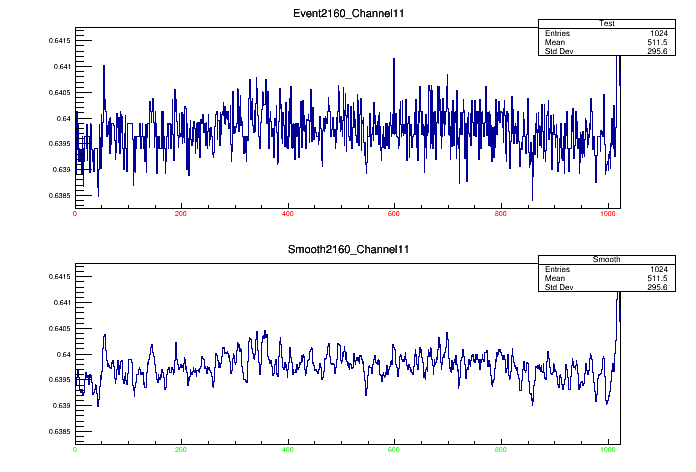 Event2160_Channel11
Test
Entries 1024
Mean 511.5
Std Dev 295.6
0.6415
0.641
0.6405
0.64
0.6395
0.639
0.6385
0 200 400 600 800 1000
Smooth2160_Channel11
Smooth
Entries 1024
Mean 511.5
Std Dev 295.6
0.6415
0.641
0.6405
0.64
0.6395
0.639
0.6385
0 200 400 600 800 1000